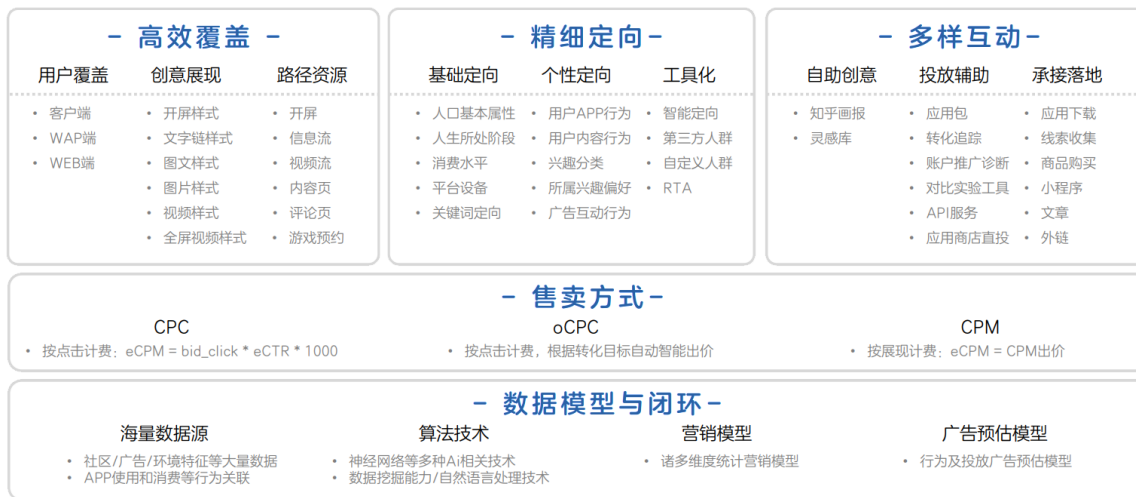 - 高效覆盖 -
用户覆盖
• 客户端
• WAP端
• WEB端
创意展现
• 开屏样式
• 文字链样式
• 图文样式
• 图片样式
• 视频样式
• 全屏视频样式
路径资源
• 开屏
• 信息流
• 视频流
• 内容页
• 评论页
• 游戏预约
- 精细定向-
基础定向
• 人口基本属性
• 人生所处阶段
• 消费水平
• 平台设备
• 关键词定向
个性定向
• 用户APP行为
• 用户内容行为
• 兴趣分类
• 所属兴趣偏好
• 广告互动行为
工具化
• 智能定向
• 第三方人群
• 自定义人群
• RTA
- 多样互动-
自助创意
• 知乎画报
• 灵感库
投放辅助
• 应用包
• 转化追踪
• 账户推广诊断
• 对比实验工具
• API服务
• 应用商店直投
承接落地
• 应用下载
• 线索收集
• 商品购买
• 小程序
• 文章
• 外链
- 售卖方式-
CPC
• 按点击计费：eCPM = bid_click * eCTR * 1000
oCPC
• 按点击计费，根据转化目标自动智能出价
CPM
• 按展现计费：eCPM = CPM出价
- 数据模型与闭环-
海量数据源
• 社区/广告/环境特征等大量数据
• APP使用和消费等行为关联
算法技术
• 神经网络等多种Ai相关技术
• 数据挖掘能力/自然语言处理技术
营销模型
• 诸多维度统计营销模型
广告预估模型
• 行为及投放广告预估模型